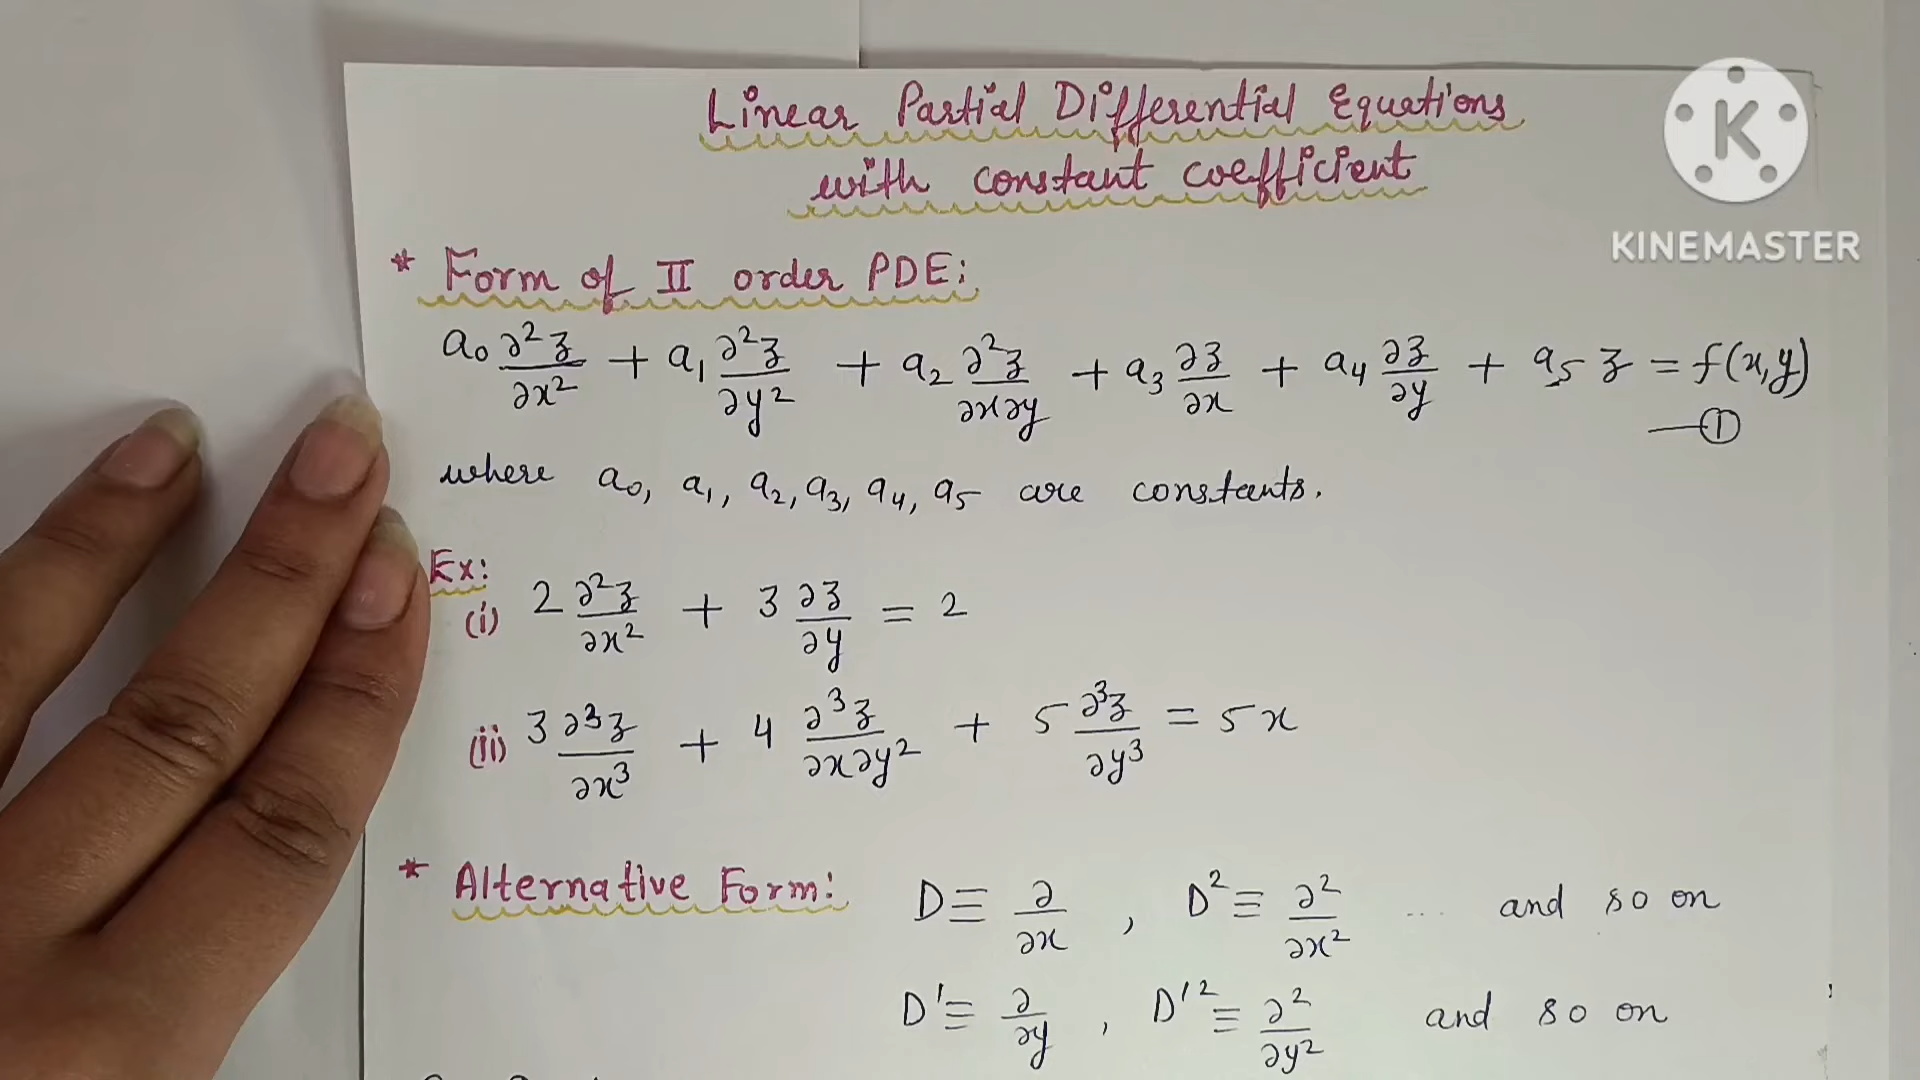 Linear Partial Differential Equations
with constant coefficient
K
KINEMASTER
* Form of II order PDE:
a₀ ∂²z/∂x² + a₁ ∂²z/∂y² + a₂ ∂²z/∂x∂y + a₃ ∂z/∂x + a₄ ∂z/∂y + a₅ z = f(x,y)
—①
where a₀, a₁, a₂, a₃, a₄, a₅ are constants.
Ex:
(i) 2 ∂²z/∂x² + 3 ∂z/∂y = 2
(ii) 3 ∂³z/∂x³ + 4 ∂³z/∂x∂y² + 5 ∂³z/∂y³ = 5x
* Alternative Form: D ≡ ∂/∂x , D² ≡ ∂²/∂x² ... and so on
D' ≡ ∂/∂y , D'² ≡ ∂²/∂y² and so on